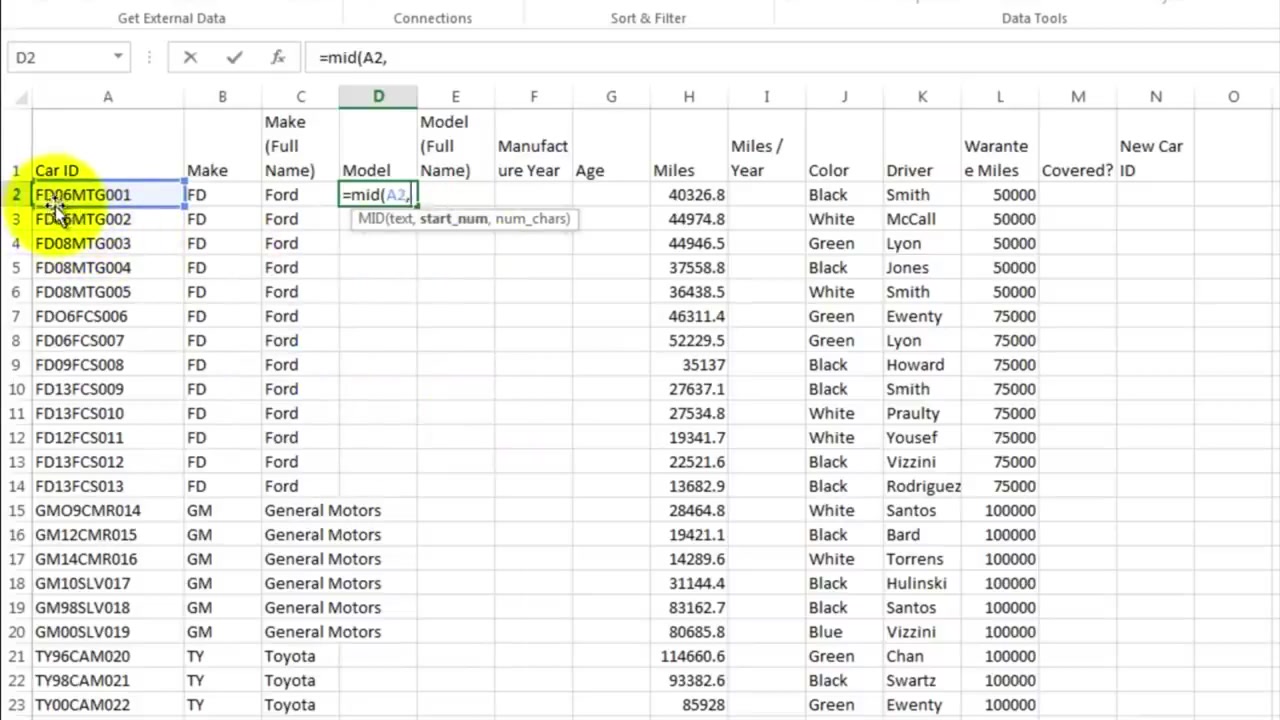 Get External Data Connections Sort & Filter Data Tools
D2 =mid(A2,
A B C D E F G H I J K L M N O
1 Car ID Make Make (Full Name) Model Model (Full Name) Manufact ure Year Age Miles Miles / Year Color Driver Warante e Miles Covered? New Car ID
2 FD06MTG001 FD Ford =mid(A2, 40326.8 Black Smith 50000
MID(text, start_num, num_chars)
3 FD06MTG002 FD Ford 44974.8 White McCall 50000
4 FD08MTG003 FD Ford 44946.5 Green Lyon 50000
5 FD08MTG004 FD Ford 37558.8 Black Jones 50000
6 FD08MTG005 FD Ford 36438.5 White Smith 50000
7 FDO6FCS006 FD Ford 46311.4 Green Ewenty 75000
8 FD06FCS007 FD Ford 52229.5 Green Lyon 75000
9 FD09FCS008 FD Ford 35137 Black Howard 75000
10 FD13FCS009 FD Ford 27637.1 Black Smith 75000
11 FD13FCS010 FD Ford 27534.8 White Praulty 75000
12 FD12FCS011 FD Ford 19341.7 White Yousef 75000
13 FD13FCS012 FD Ford 22521.6 Black Vizzini 75000
14 FD13FCS013 FD Ford 13682.9 Black Rodriguez 75000
15 GMO9CMR014 GM General Motors 28464.8 White Santos 100000
16 GM12CMR015 GM General Motors 19421.1 Black Bard 100000
17 GM14CMR016 GM General Motors 14289.6 White Torrens 100000
18 GM10SLV017 GM General Motors 31144.4 Black Hulinski 100000
19 GM98SLV018 GM General Motors 83162.7 Black Santos 100000
20 GM00SLV019 GM General Motors 80685.8 Blue Vizzini 100000
21 TY96CAM020 TY Toyota 114660.6 Green Chan 100000
22 TY98CAM021 TY Toyota 93382.6 Black Swartz 100000
23 TY00CAM022 TY Toyota 85928 Green Ewenty 100000